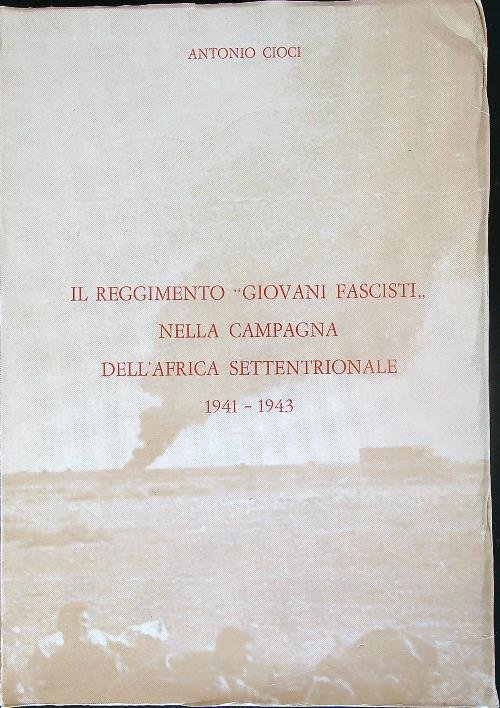 ANTONIO CIOCI
IL REGGIMENTO “GIOVANI FASCISTI„
NELLA CAMPAGNA
DELL'AFRICA SETTENTRIONALE
1941 - 1943